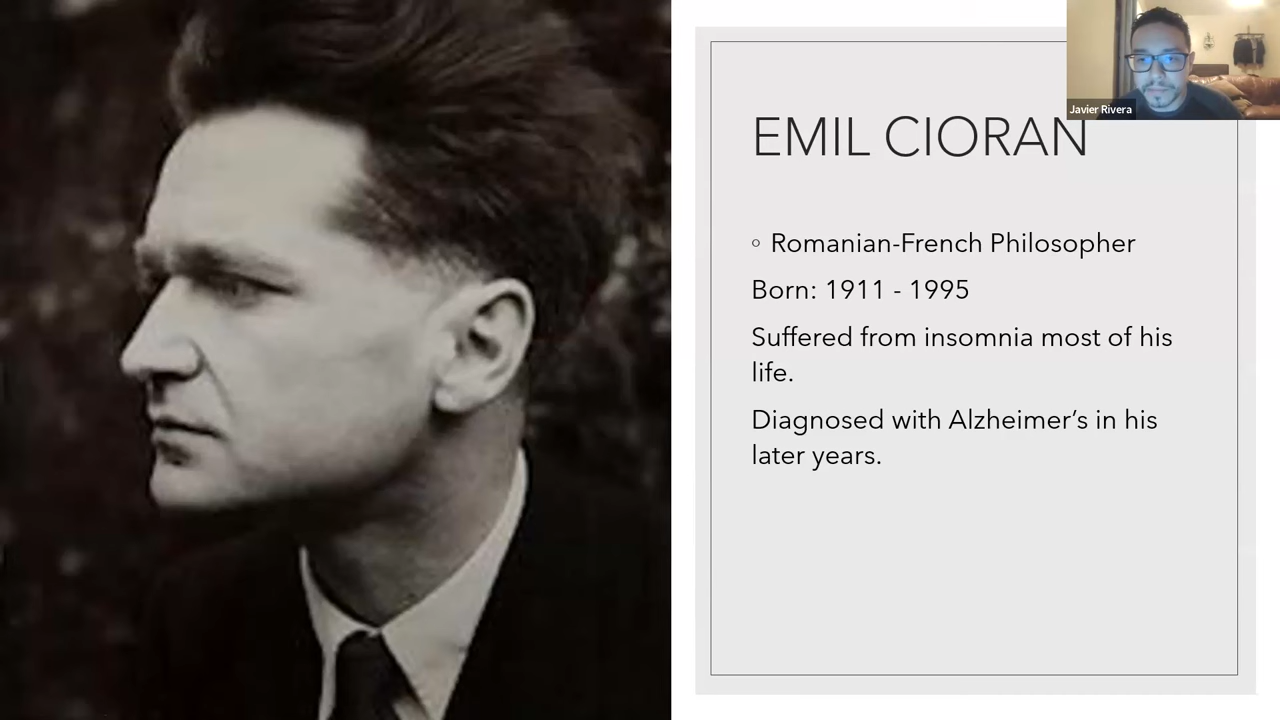 Javier Rivera
EMIL CIORAN
◦ Romanian-French Philosopher
Born: 1911 - 1995
Suffered from insomnia most of his
life.
Diagnosed with Alzheimer’s in his
later years.